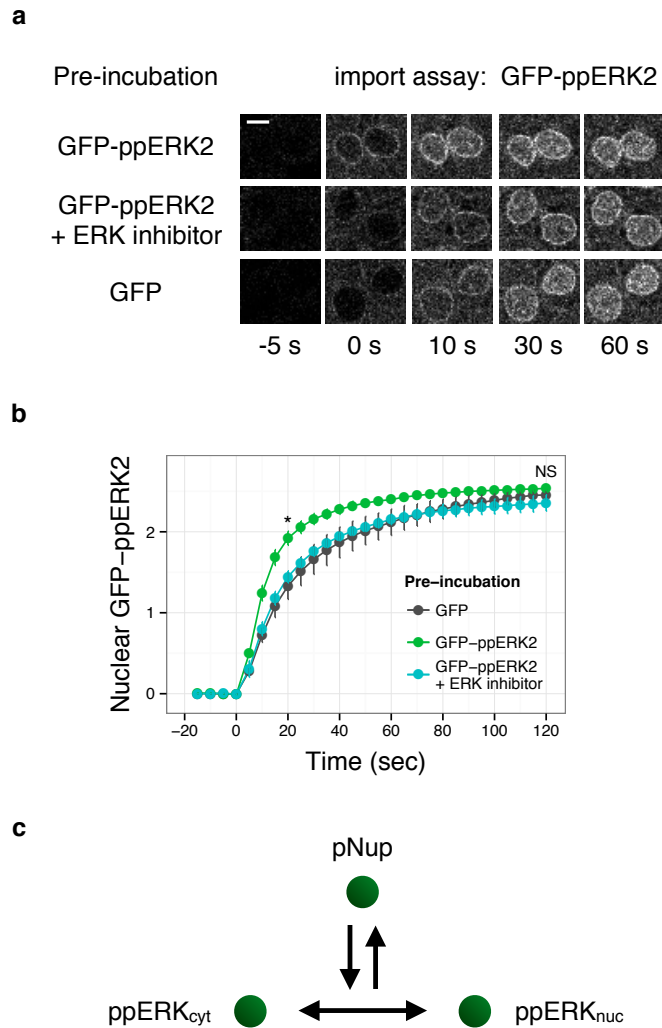 a
Pre-incubation import assay: GFP-ppERK2
GFP-ppERK2
GFP-ppERK2
+ ERK inhibitor
GFP
-5 s 0 s 10 s 30 s 60 s
b
Nuclear GFP−ppERK2
2
1
0
*
NS
Pre−incubation
GFP
GFP−ppERK2
GFP−ppERK2
+ ERK inhibitor
−20 0 20 40 60 80 100 120
Time (sec)
c
pNup
ppERKcyt ppERKnuc